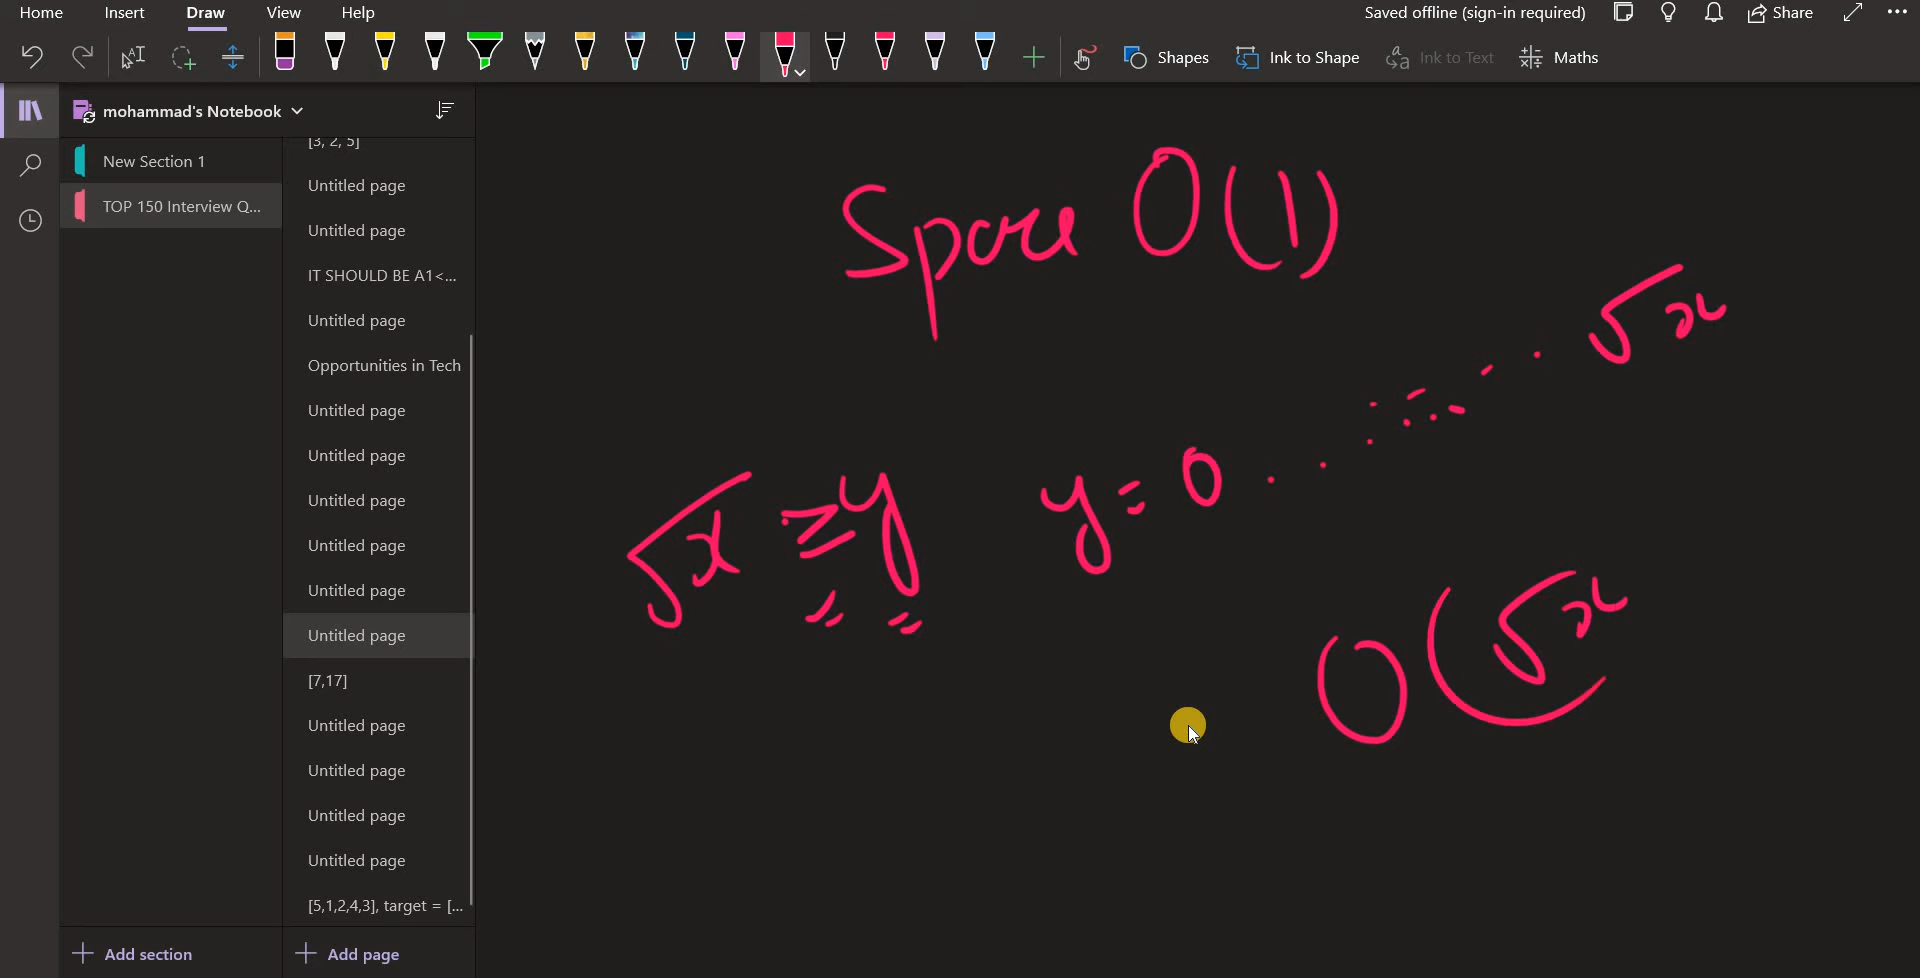 Home Insert Draw View Help
Saved offline (sign-in required) Share
Shapes Ink to Shape Ink to Text Maths
mohammad's Notebook
New Section 1
TOP 150 Interview Q...
[3, 2, 5]
Untitled page
Untitled page
IT SHOULD BE A1<...
Untitled page
Opportunities in Tech
Untitled page
Untitled page
Untitled page
Untitled page
Untitled page
Untitled page
[7,17]
Untitled page
Untitled page
Untitled page
Untitled page
[5,1,2,4,3], target = [...
Add section
Add page
Space O(1)
√x ≥ y y = 0 . . . . . . √x
O(√x